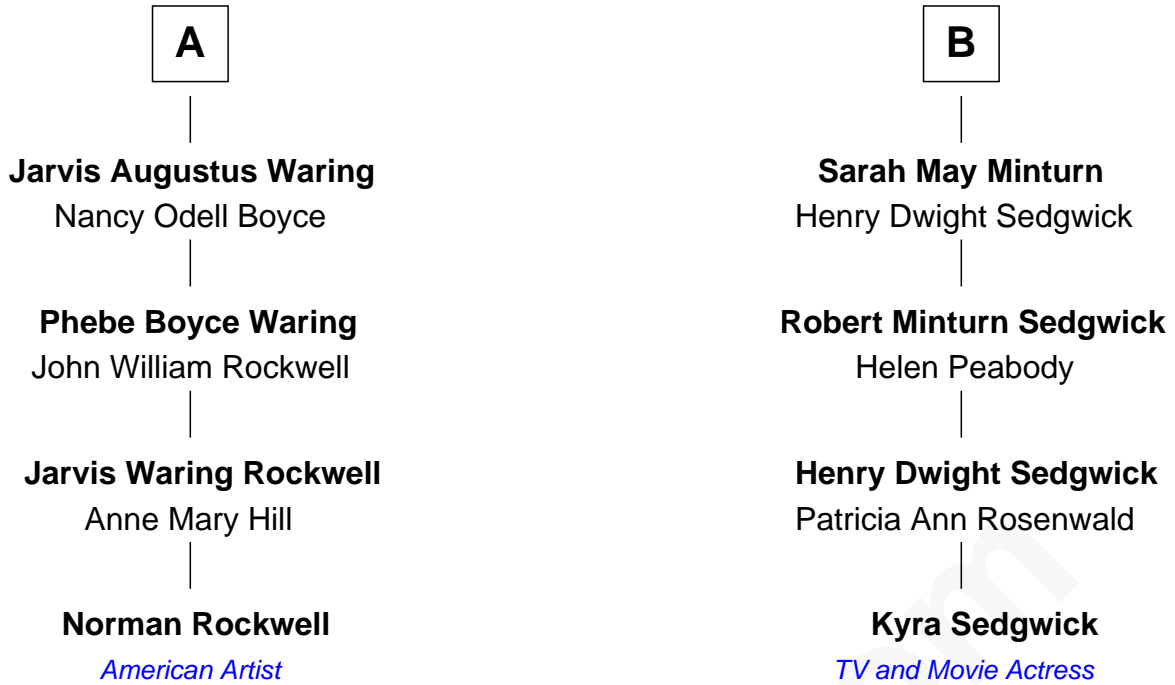 A
Jarvis Augustus Waring
Nancy Odell Boyce
Phebe Boyce Waring
John William Rockwell
Jarvis Waring Rockwell
Anne Mary Hill
Norman Rockwell
American Artist
B
Sarah May Minturn
Henry Dwight Sedgwick
Robert Minturn Sedgwick
Helen Peabody
Henry Dwight Sedgwick
Patricia Ann Rosenwald
Kyra Sedgwick
TV and Movie Actress